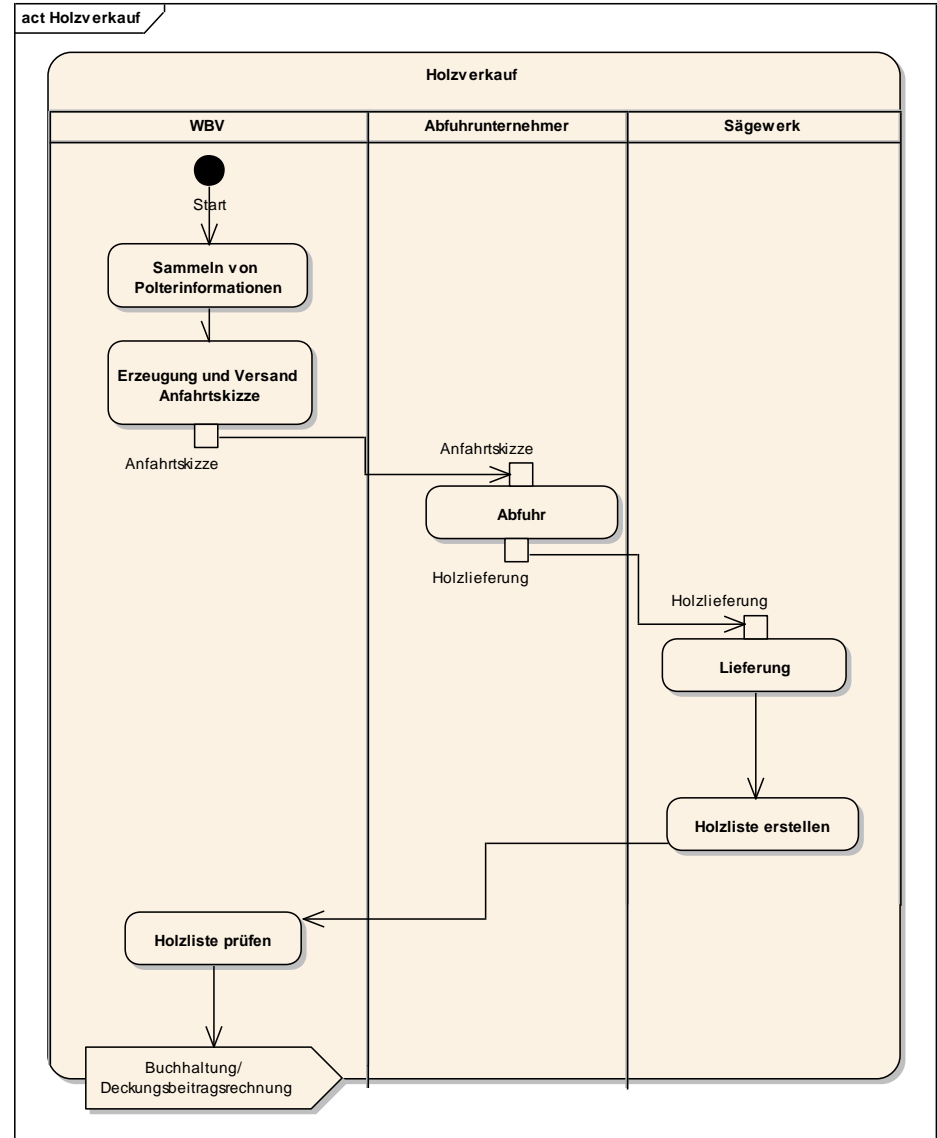 act Holzverkauf
Holzverkauf
WBV
Abfuhrunternehmer
Sägewerk
Start
Sammeln von
Polterinformationen
Erzeugung und Versand
Anfahrtskizze
Anfahrtskizze
Anfahrtskizze
Abfuhr
Holzlieferung
Holzlieferung
Lieferung
Holzliste erstellen
Holzliste prüfen
Buchhaltung/
Deckungsbeitragsrechnung